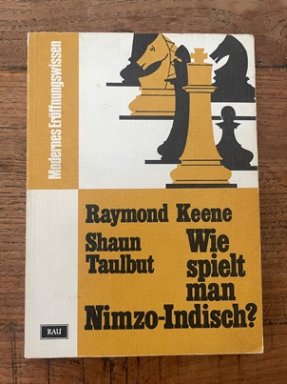 Modernes Eröffnungswissen
Raymond Keene
Shaun
Taulbut
Wie
spielt
man
Nimzo-Indisch?
RAU